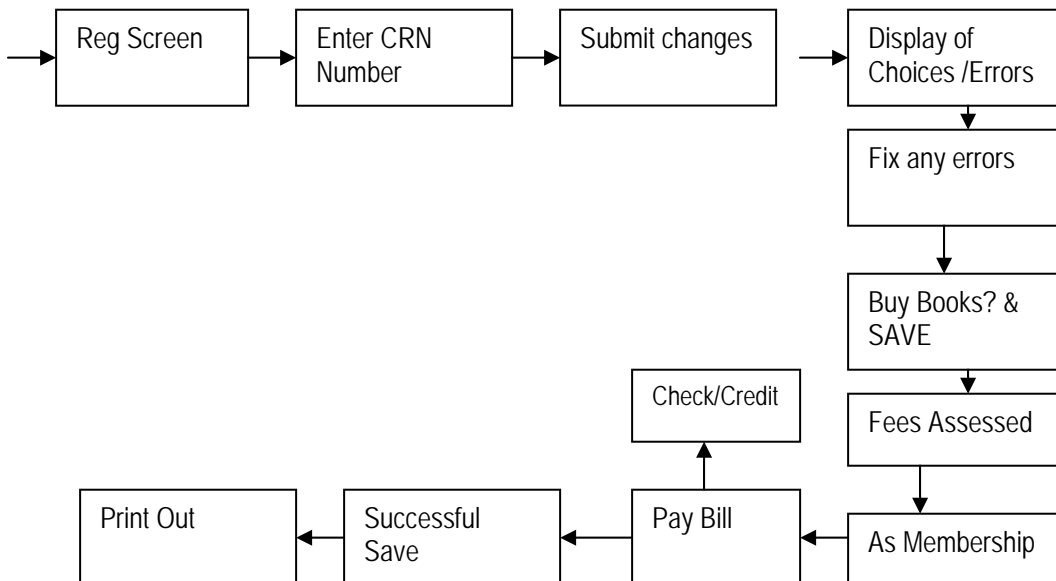 Reg Screen
Enter CRN
Number
Submit changes
Display of
Choices /Errors
Fix any errors
Buy Books? &
SAVE
Fees Assessed
As Membership
Check/Credit
Pay Bill
Successful
Save
Print Out